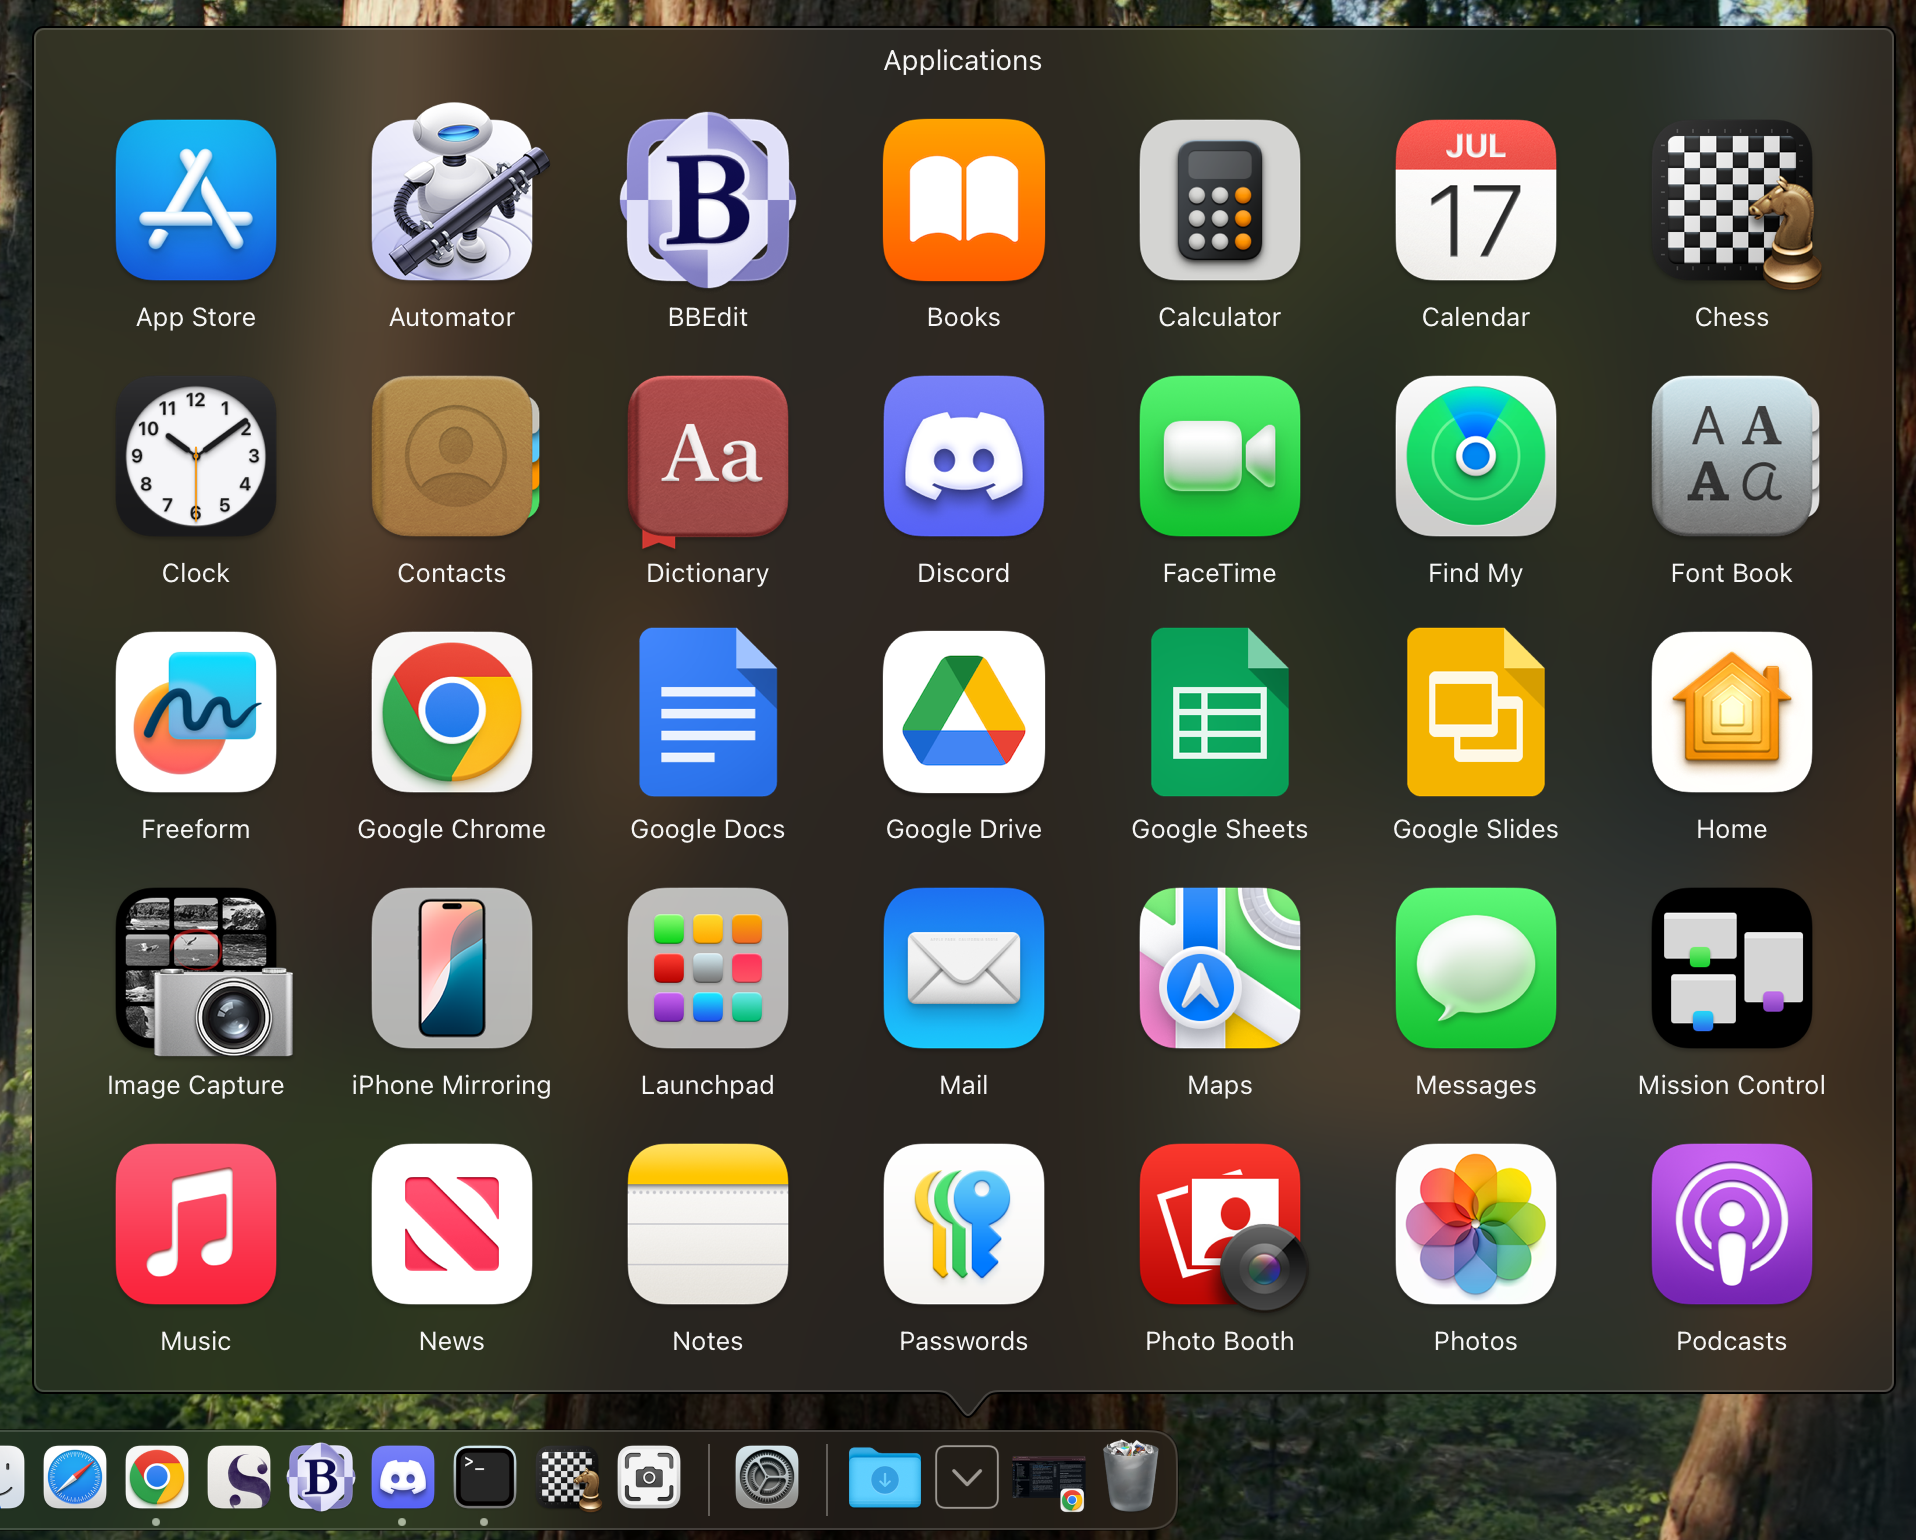 Applications
JUL
17
B
App Store
Automator
BBEdit
Books
Calculator
Calendar
Chess
12
11 1
10 2
9 3
8 4
7 5
6
Aa
A A
A a
Clock
Contacts
Dictionary
Discord
FaceTime
Find My
Font Book
Freeform
Google Chrome
Google Docs
Google Drive
Google Sheets
Google Slides
Home
Image Capture
iPhone Mirroring
Launchpad
Mail
Maps
Messages
Mission Control
Music
News
Notes
Passwords
Photo Booth
Photos
Podcasts
S
B
>_